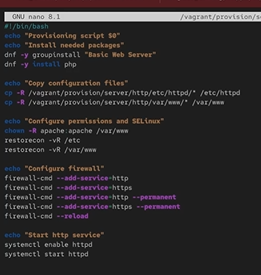 GNU nano 8.1 /vagrant/provision/se
#!/bin/bash
echo "Provisioning script $0"
echo "Install needed packages"
dnf -y groupinstall "Basic Web Server"
dnf -y install php
echo "Copy configuration files"
cp -R /vagrant/provision/server/http/etc/httpd/* /etc/httpd
cp -R /vagrant/provision/server/http/var/www/* /var/www
echo "Configure permissions and SELinux"
chown -R apache:apache /var/www
restorecon -vR /etc
restorecon -vR /var/www
echo "Configure firewall"
firewall-cmd --add-service=http
firewall-cmd --add-service=https
firewall-cmd --add-service=http --permanent
firewall-cmd --add-service=https --permanent
firewall-cmd --reload
echo "Start http service"
systemctl enable httpd
systemctl start httpd